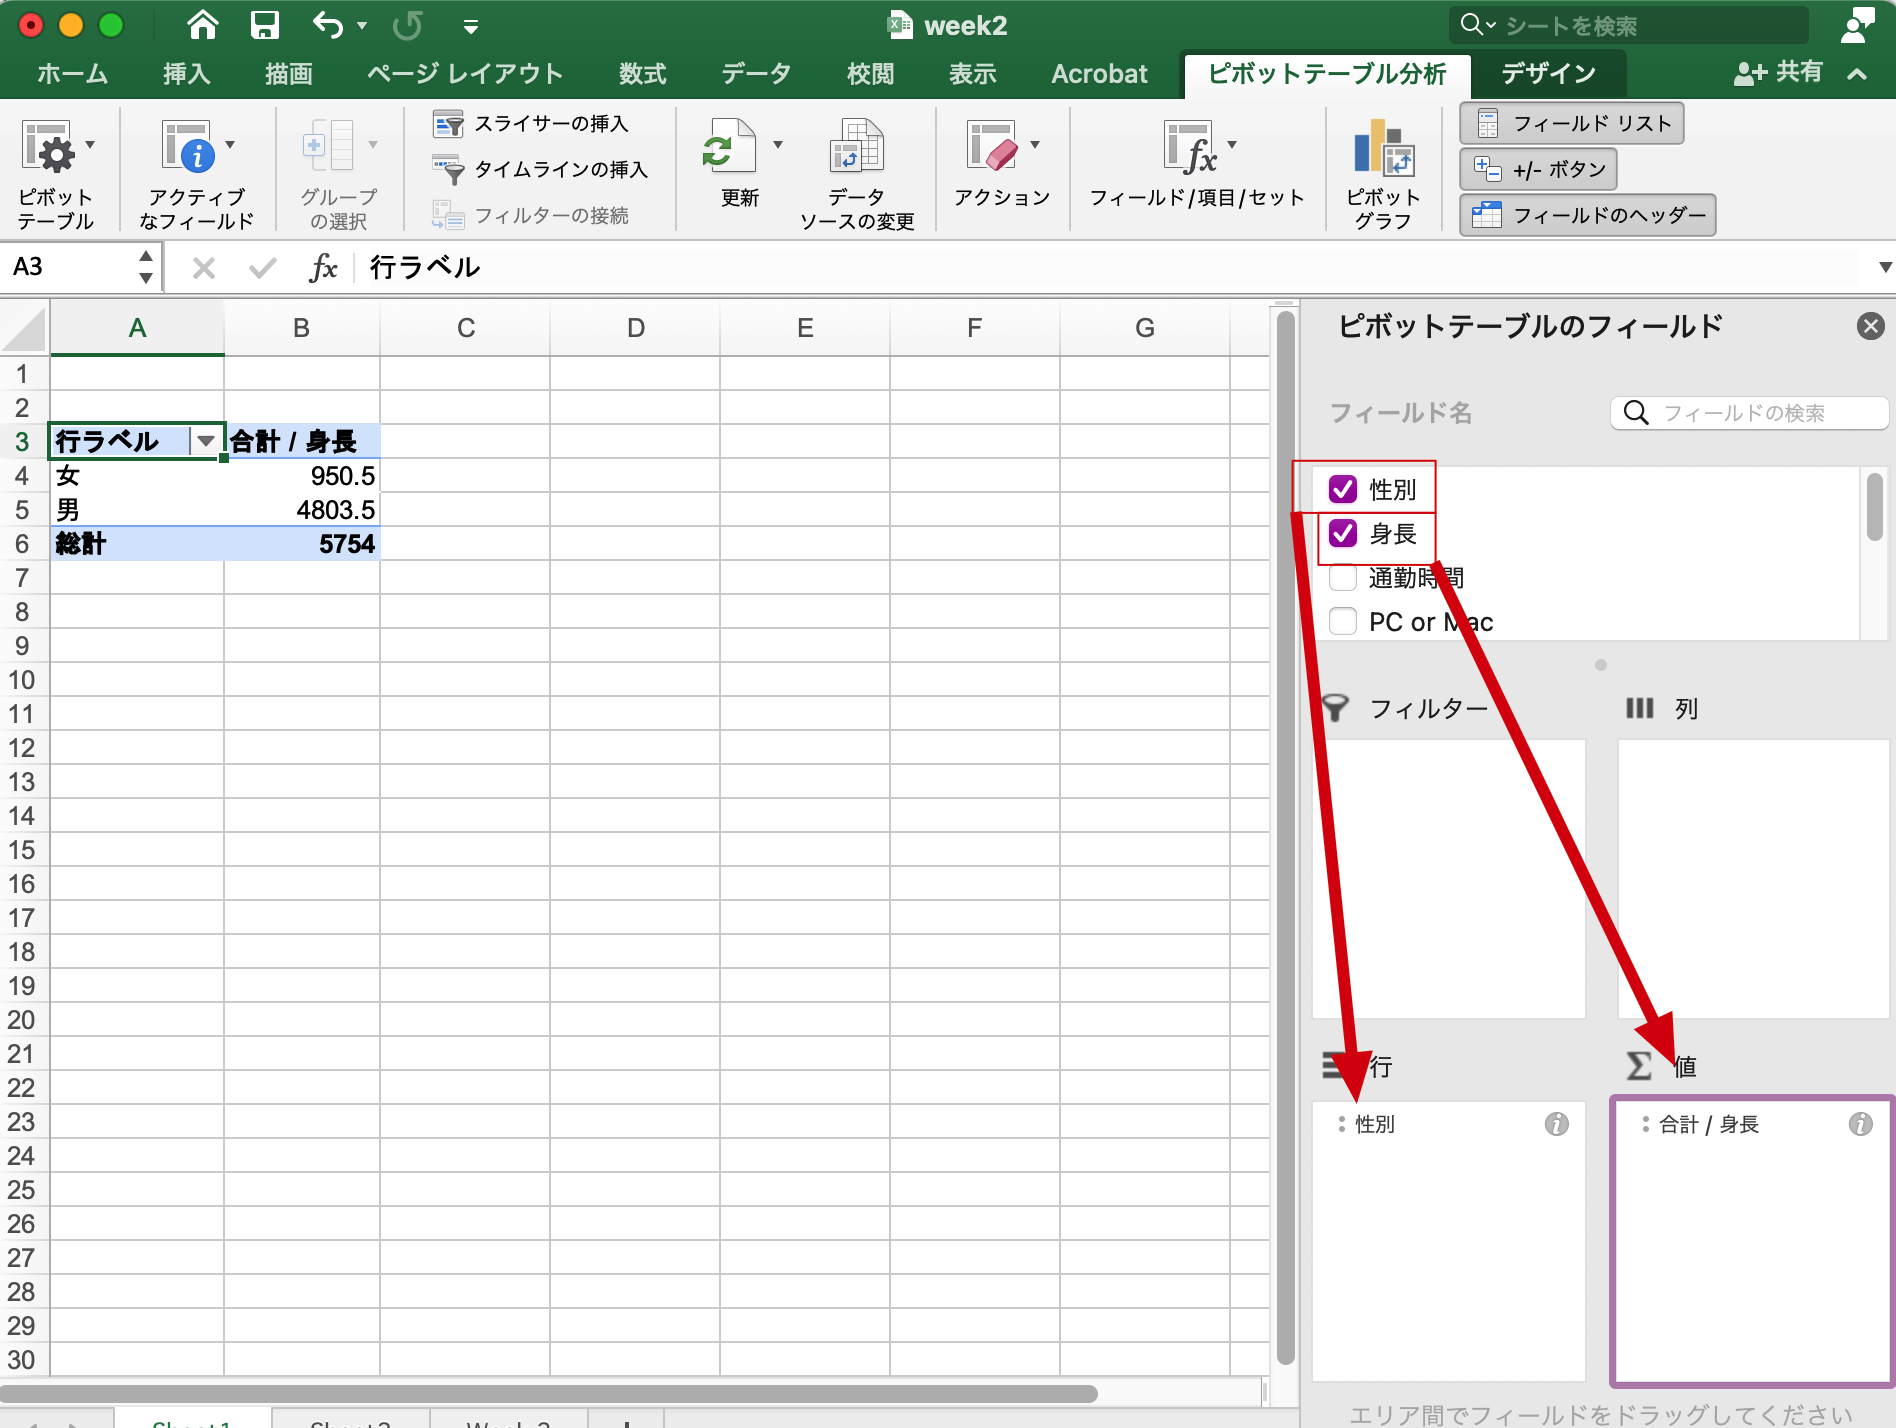 week2
シートを検索
ホーム 挿入 描画 ページ レイアウト 数式 データ 校閲 表示 Acrobat ピボットテーブル分析 デザイン 共有
ピボット
テーブル
アクティブ
なフィールド
グループ
の選択
スライサーの挿入
タイムラインの挿入
フィルターの接続
更新
データ
ソースの変更
アクション
フィールド/項目/セット
ピボット
グラフ
フィールド リスト
+/- ボタン
フィールドのヘッダー
A3 fx 行ラベル
A B C D E F G
1
2
3 行ラベル 合計 / 身長
4 女 950.5
5 男 4803.5
6 総計 5754
7
8
9
10
11
12
13
14
15
16
17
18
19
20
21
22
23
24
25
26
27
28
29
30
ピボットテーブルのフィールド
フィールド名
フィールドの検索
性別
身長
通勤時間
PC or Mac
フィルター
列
行
値
性別
合計 / 身長
エリア間でフィールドをドラッグしてください